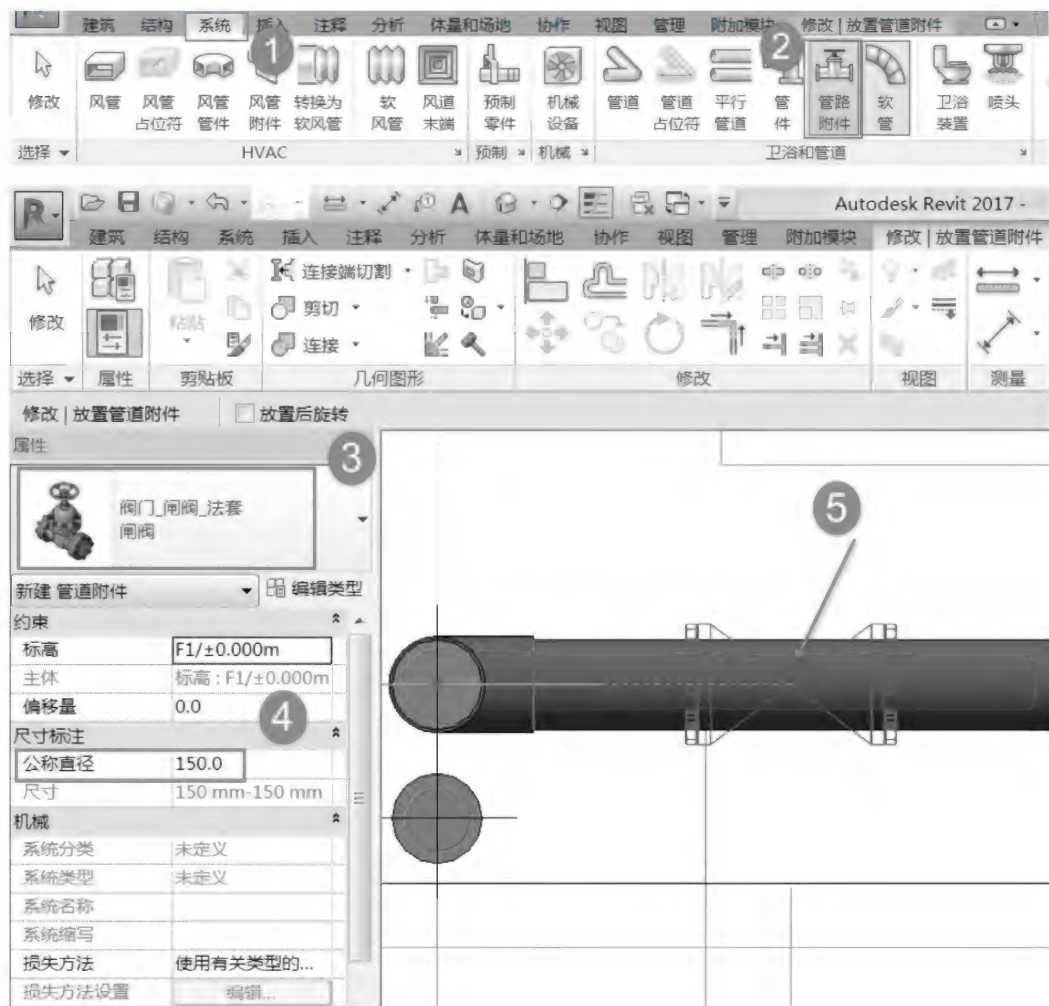 建筑 结构 系统 插入 注释 分析 体量和场地 协作 视图 管理 附加模块 修改 | 放置管道附件
1
2
修改 风管 风管 风管 风管 转换为 软 风道 预制 机械 管道 管道 平行 管 管路 软 卫浴 喷头
占位符 管件 附件 软风管 风管 末端 零件 设备 占位符 管道 件 附件 管 装置
选择 HVAC 预制 机械 卫浴和管道
R A Autodesk Revit 2017 -
建筑 结构 系统 插入 注释 分析 体量和场地 协作 视图 管理 附加模块 修改 | 放置管道附件
连接端切割
修改 粘贴 剪切
连接
选择 属性 剪贴板 几何图形 修改 视图 测量
修改 | 放置管道附件 放置后旋转
属性
3
阀门_闸阀_法套
闸阀
5
新建 管道附件 编辑类型
约束
标高 F1/±0.000m
主体 标高 : F1/±0.000m
偏移量 0.0
4
尺寸标注
公称直径 150.0
尺寸 150 mm-150 mm
机械
系统分类 未定义
系统类型 未定义
系统名称
系统缩写
损失方法 使用有关类型的...
损失方法设置 编辑...